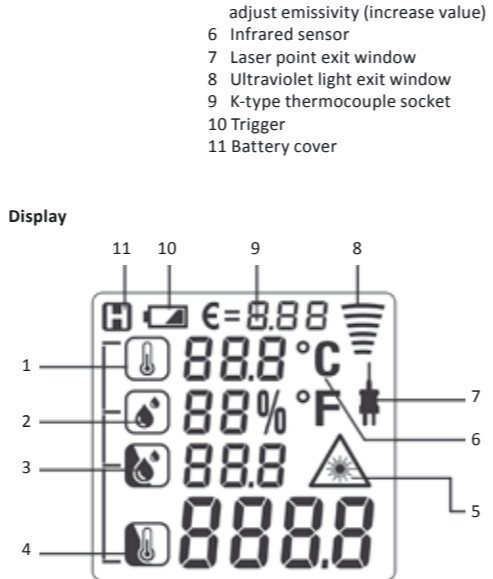 adjust emissivity (increase value)
6 Infrared sensor
7 Laser point exit window
8 Ultraviolet light exit window
9 K-type thermocouple socket
10 Trigger
11 Battery cover
Display
11 10 9 8
H €= 8.88
1 88.8 °C
2 88% °F 7
6
3 88.8
5
4 888.8